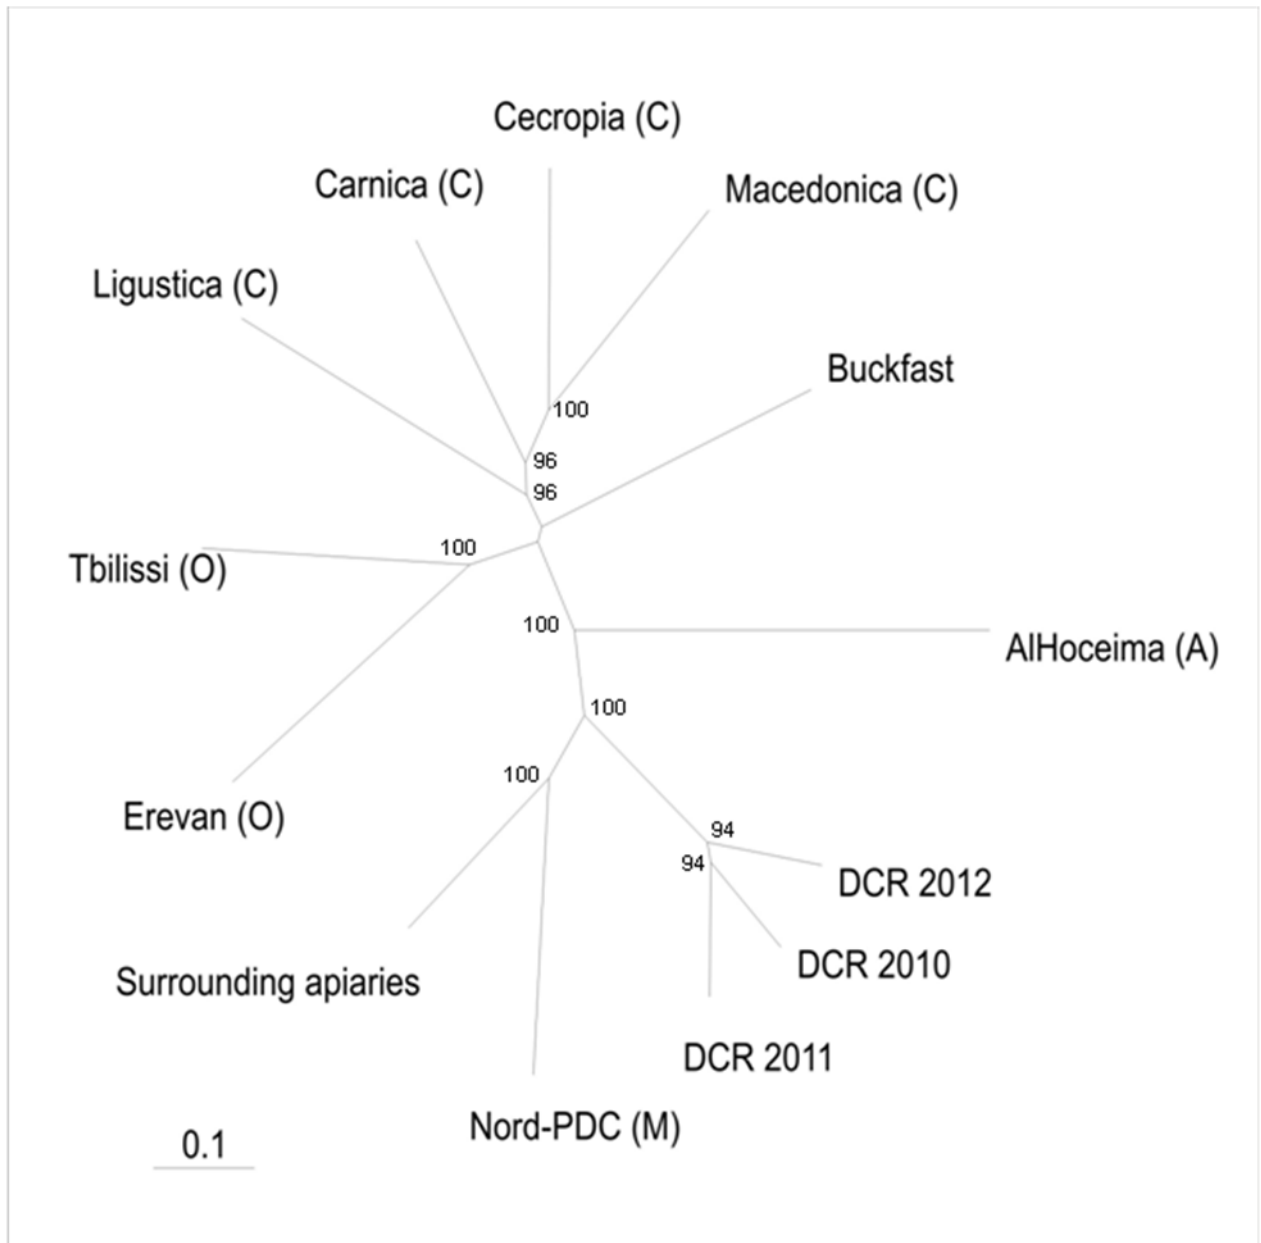 Cecropia (C)
Carnica (C)
Macedonica (C)
Ligustica (C)
Buckfast
100
96
96
100
Tbilissi (O)
100
AlHoceima (A)
100
100
Erevan (O)
94
94
DCR 2012
DCR 2010
Surrounding apiaries
DCR 2011
Nord-PDC (M)
0.1